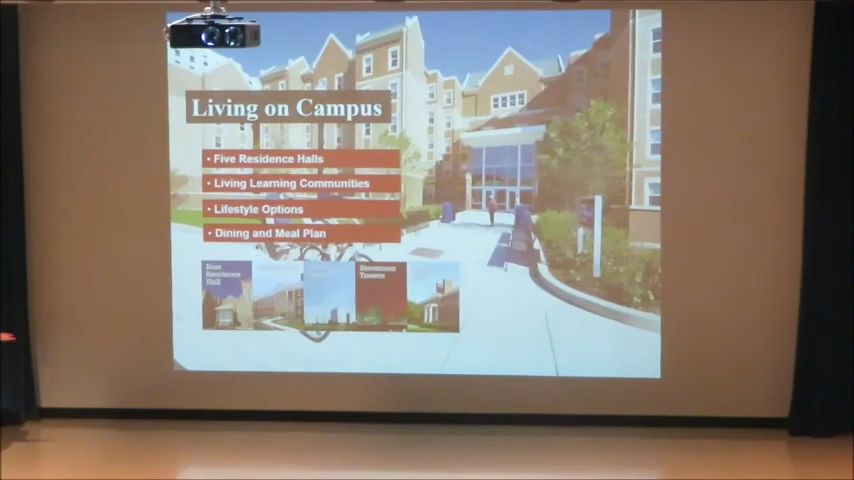 Living on Campus
• Five Residence Halls
• Living Learning Communities
• Lifestyle Options
• Dining and Meal Plan
New
Residence
Hall
Stevenson
Towers